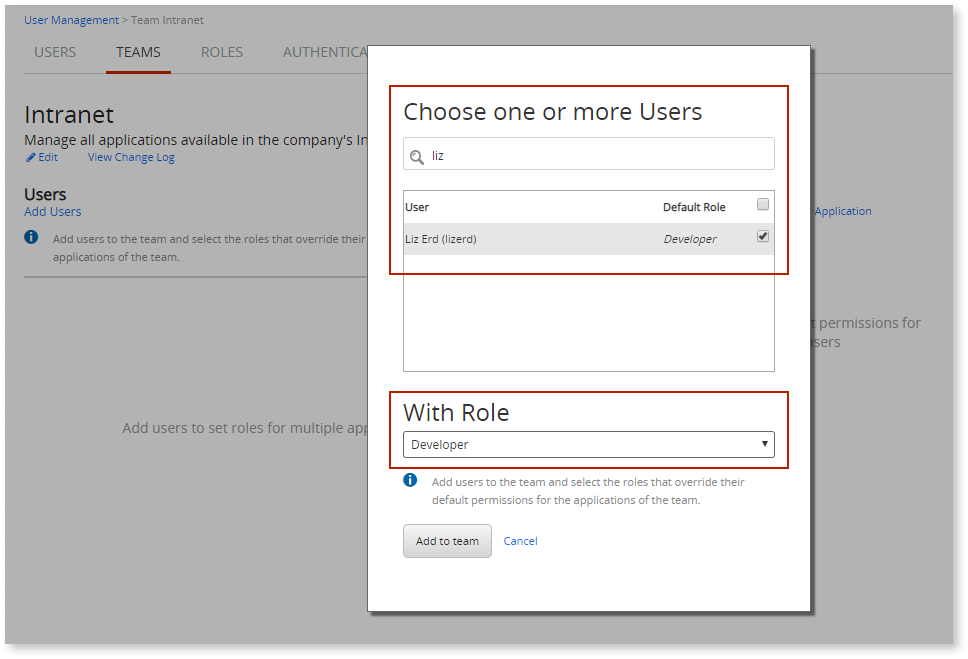 User Management > Team Intranet
USERS
TEAMS
ROLES
AUTHENTICA
Intranet
Manage all applications available in the company's In
Edit
View Change Log
Users
Add Users
Add users to the team and select the roles that override their
applications of the team.
Add users to set roles for multiple app
Application
t permissions for
sers
Choose one or more Users
liz
User Default Role
Liz Erd (lizerd) Developer
With Role
Developer
Add users to the team and select the roles that override their
default permissions for the applications of the team.
Add to team
Cancel